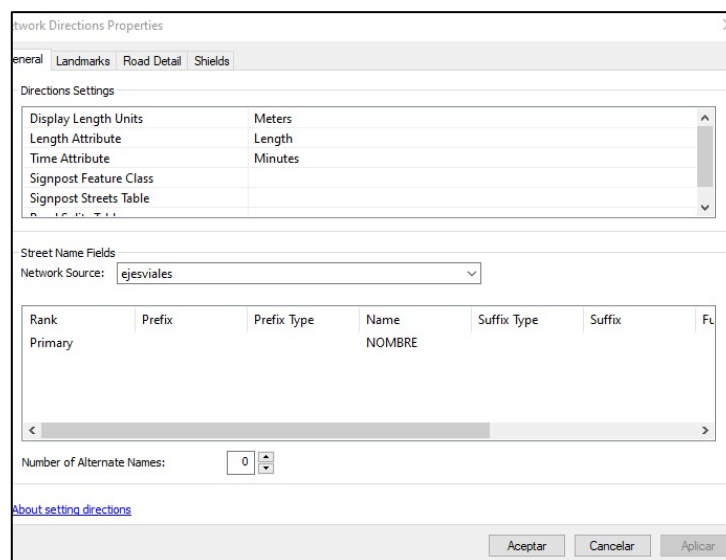 twork Directions Properties
eneral Landmarks Road Detail Shields
Directions Settings
Display Length Units Meters
Length Attribute Length
Time Attribute Minutes
Signpost Feature Class
Signpost Streets Table
Street Name Fields
Network Source: ejesviales
Rank Prefix Prefix Type Name Suffix Type Suffix Fu
Primary NOMBRE
Number of Alternate Names: 0
About setting directions
Aceptar Cancelar Aplicar